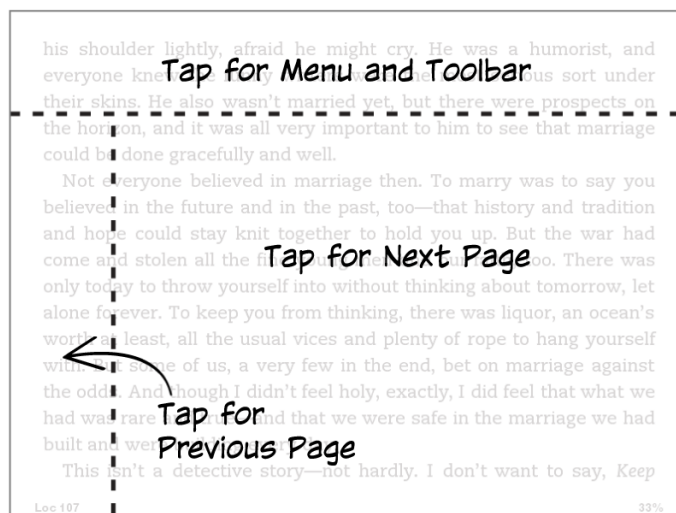 his shoulder lightly, afraid he might cry. He was a humorist, and
Tap for Menu and Toolbar
everyone knew sort under
their skins. He also wasn't married yet, but there were prospects on
the horizon, and it was all very important to him to see that marriage
could be done gracefully and well.
Not everyone believed in marriage then. To marry was to say you
believed in the future and in the past, too—that history and tradition
and hope could stay knit together to hold you up. But the war had
Tap for Next Page
come and stolen all the There was
only today to throw yourself into without thinking about tomorrow, let
alone forever. To keep you from thinking, there was liquor, an ocean's
worth at least, all the usual vices and plenty of rope to hang yourself
with. But some of us, a very few in the end, bet on marriage against
the odds. And though I didn't feel holy, exactly, I did feel that what we
Tap for
Previous Page
had was rare and that we were safe in the marriage we had
built and
This isn't a detective story—not hardly. I don't want to say, Keep
Loc 107 33%